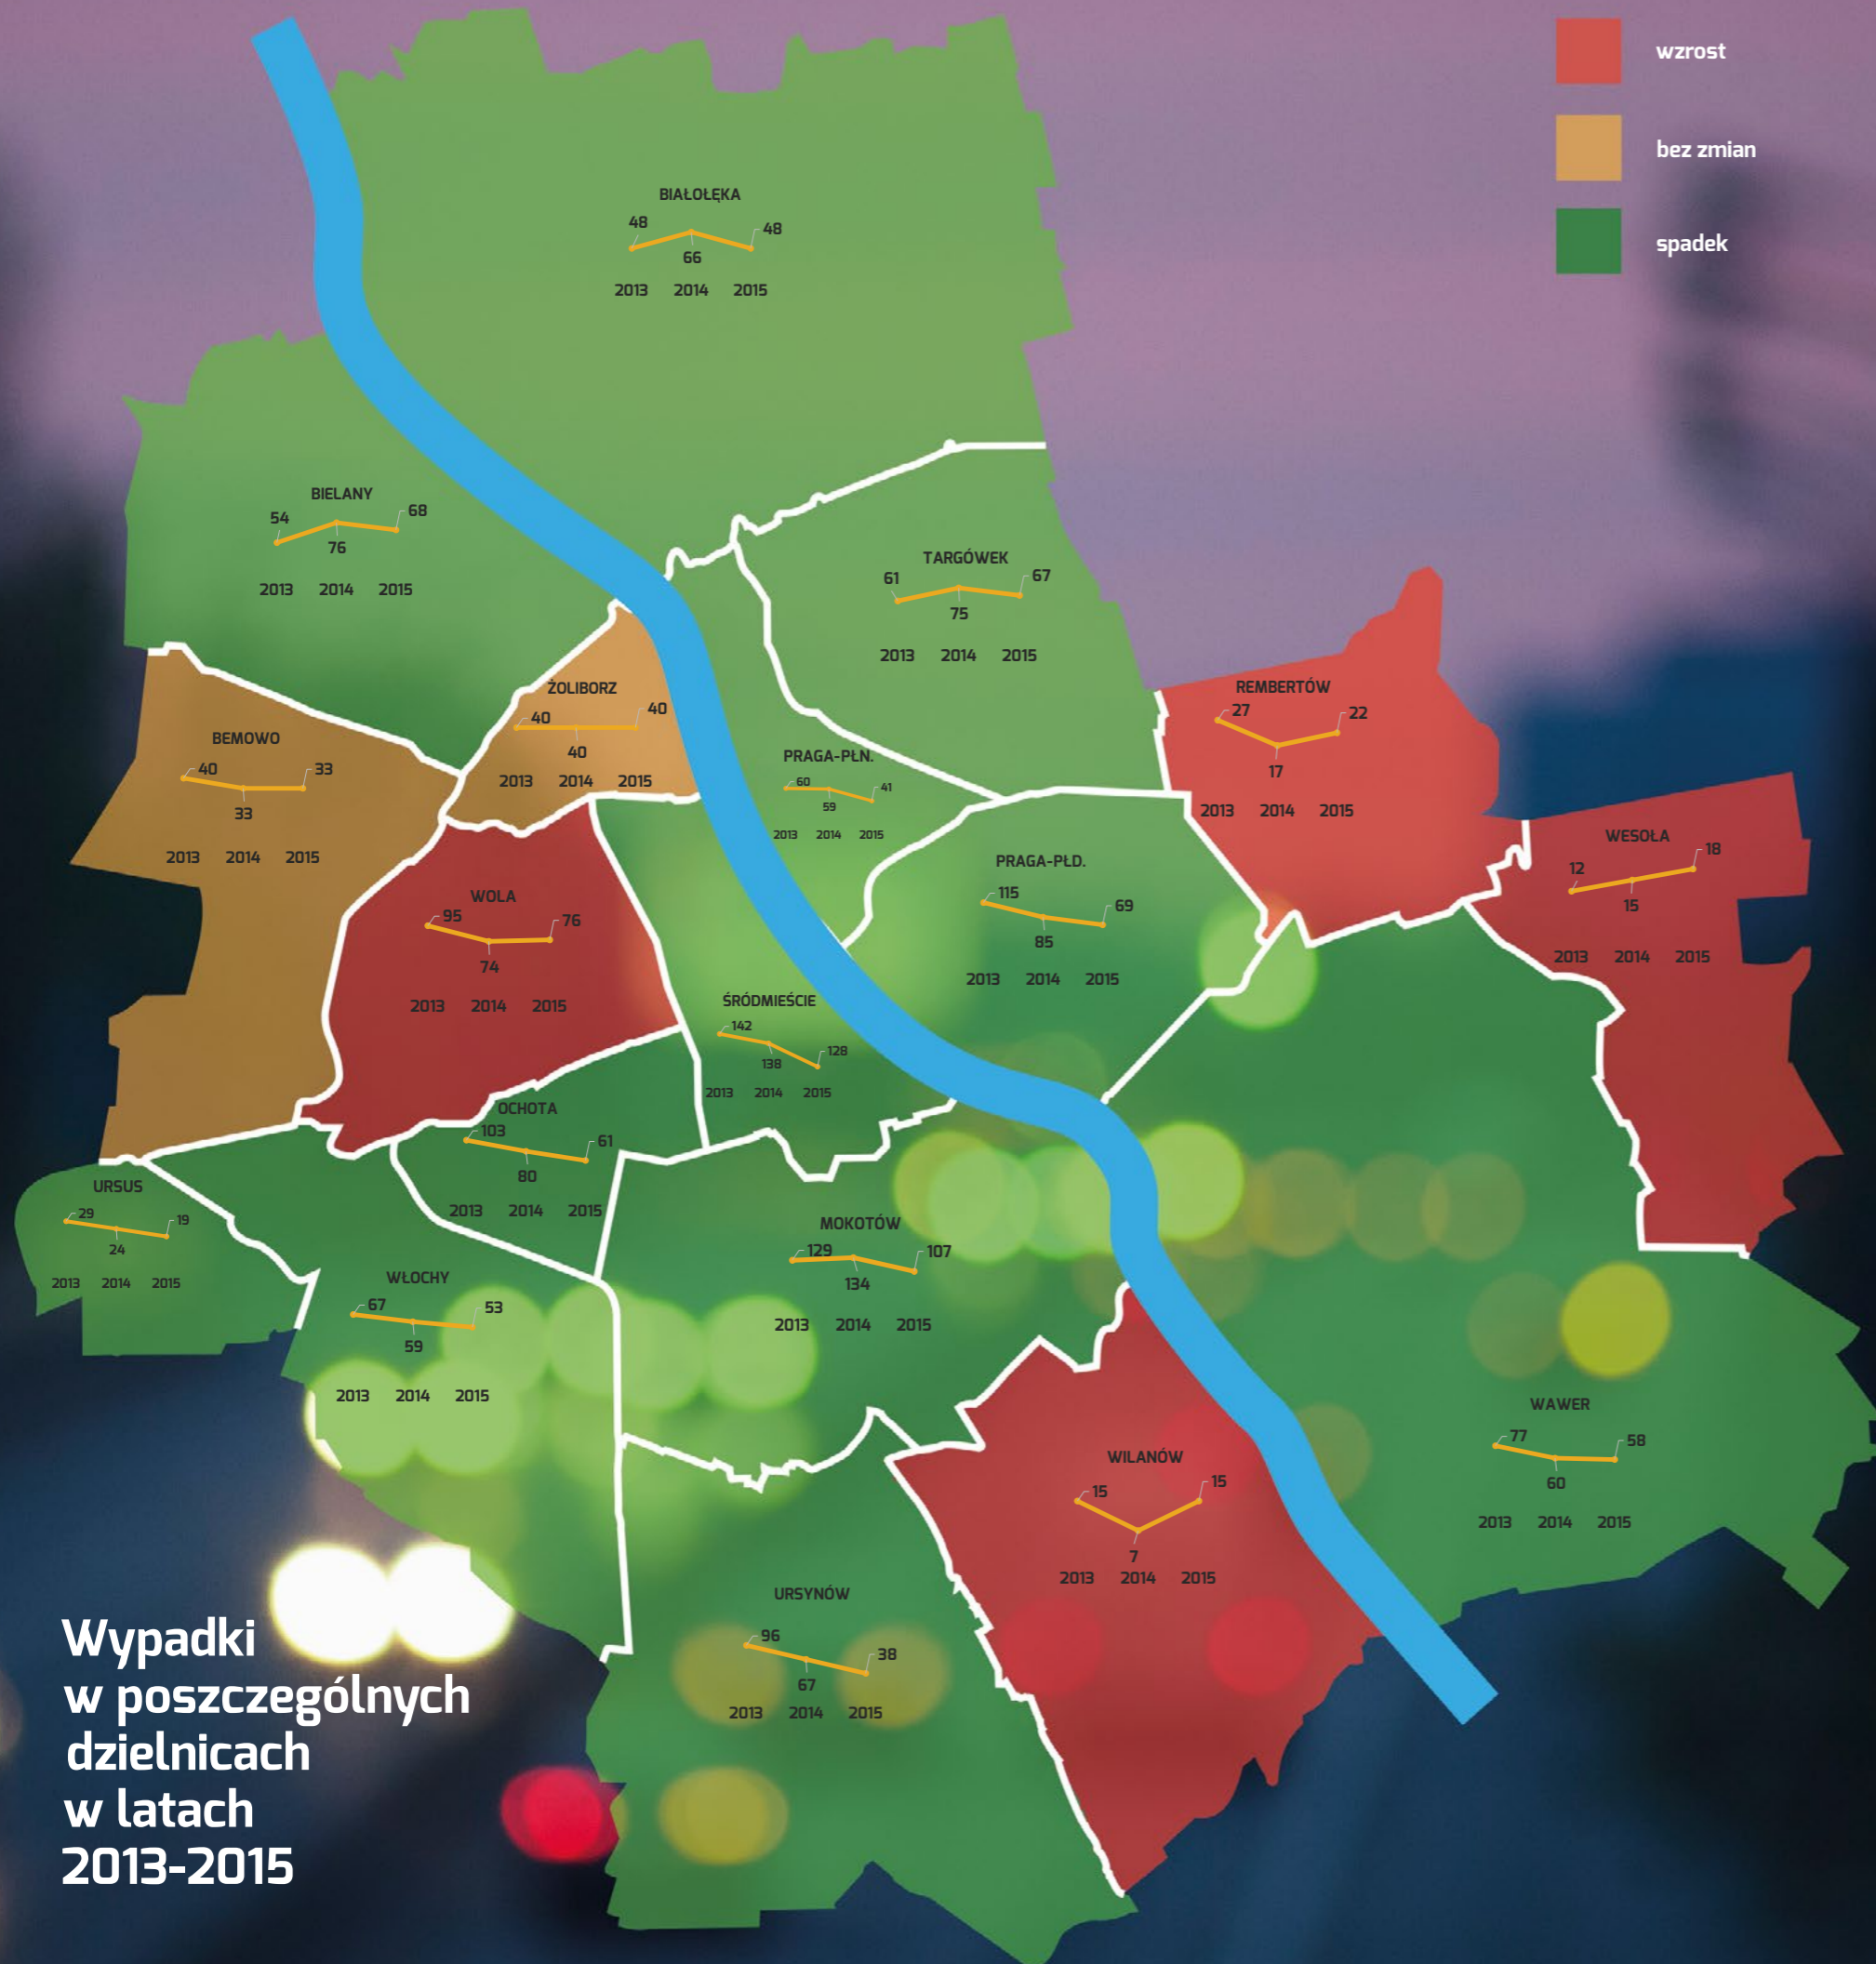 wzrost
bez zmian
spadek
BIAŁOŁĘKA
48 66 48
2013 2014 2015
BIELANY
54 76 68
2013 2014 2015
TARGÓWEK
61 75 67
2013 2014 2015
ŻOLIBORZ
40 40 40
2013 2014 2015
REMBERTÓW
27 17 22
2013 2014 2015
BEMOWO
40 33 33
2013 2014 2015
PRAGA-PŁN.
60 59 41
2013 2014 2015
WESOŁA
12 15 18
2013 2014 2015
PRAGA-PŁD.
115 85 69
2013 2014 2015
WOLA
95 74 76
2013 2014 2015
ŚRÓDMIEŚCIE
142 138 128
2013 2014 2015
OCHOTA
103 80 61
2013 2014 2015
URSUS
29 24 19
2013 2014 2015
MOKOTÓW
129 134 107
2013 2014 2015
WŁOCHY
67 59 53
2013 2014 2015
WAWER
77 60 58
2013 2014 2015
WILANÓW
15 7 15
2013 2014 2015
URSYNÓW
96 67 38
2013 2014 2015
Wypadki
w poszczególnych
dzielnicach
w latach
2013-2015